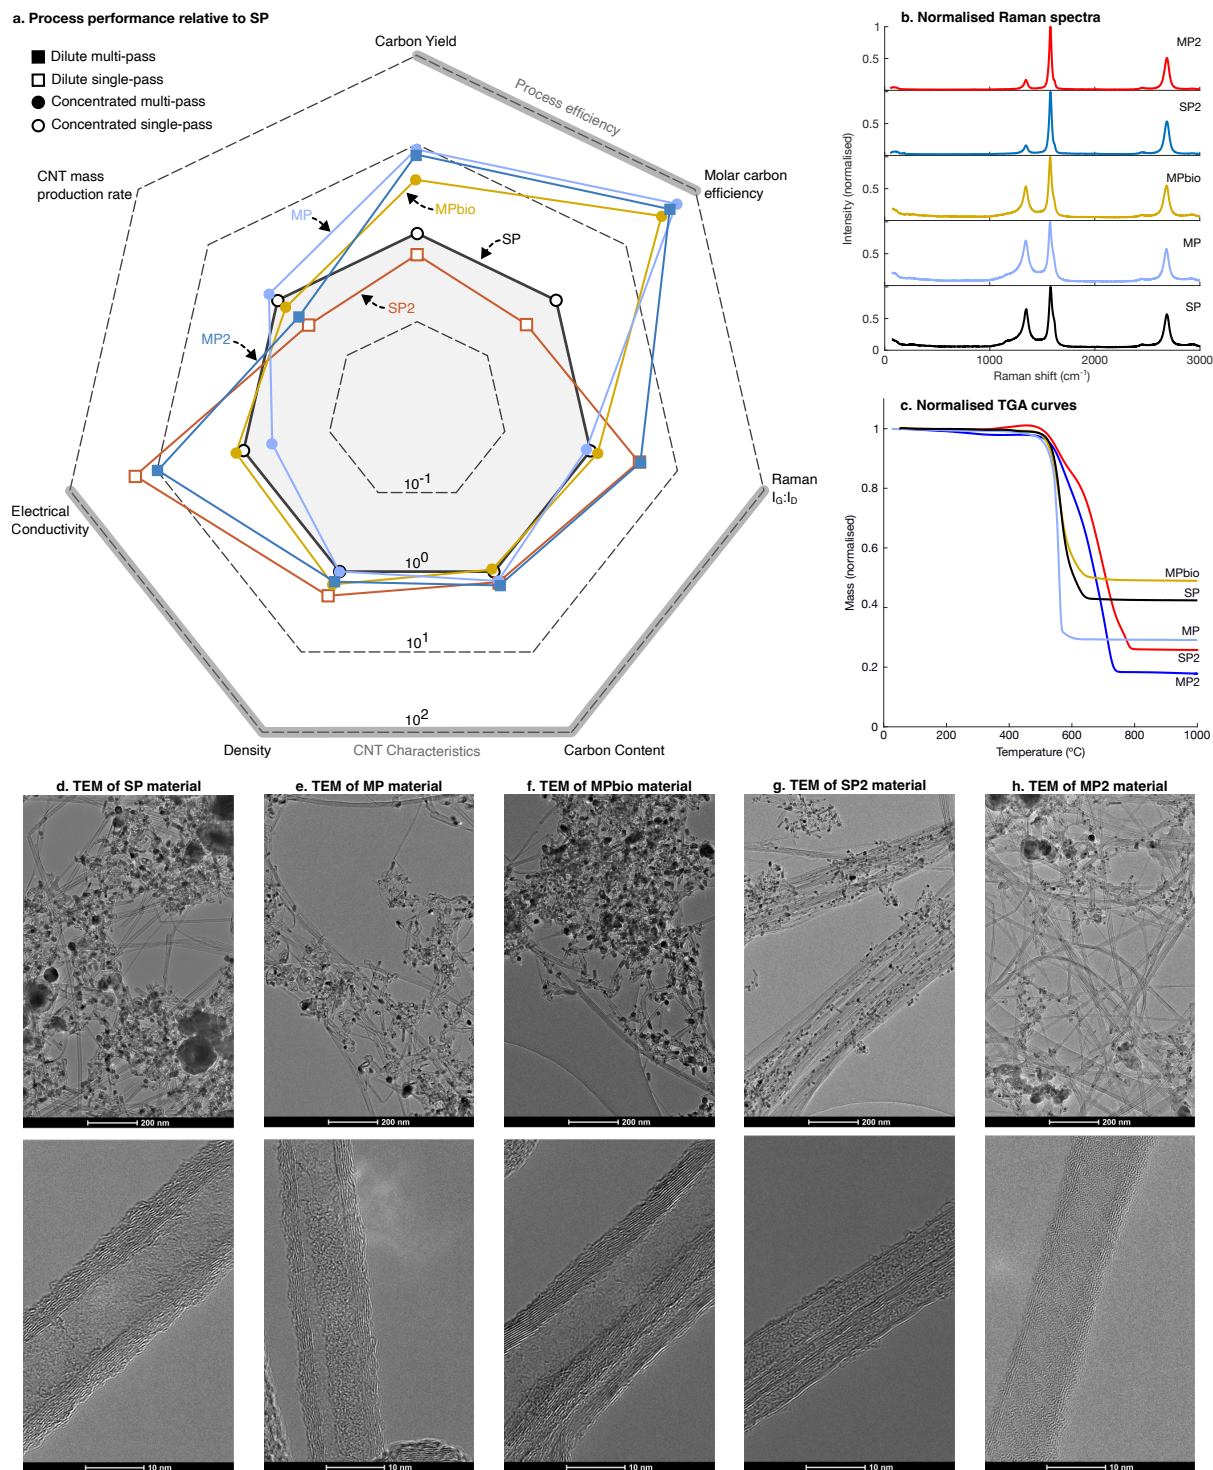 a. Process performance relative to SP
Dilute multi-pass
Dilute single-pass
Concentrated multi-pass
Concentrated single-pass
Carbon Yield
Process efficiency
CNT mass
production rate
Molar carbon
efficiency
MP
MPbio
SP
SP2
MP2
10-1
Raman
IG:ID
Electrical
Conductivity
100
101
102
Density
CNT Characteristics
Carbon Content
b. Normalised Raman spectra
1
MP2
0.5
SP2
0.5
MPbio
0.5
MP
0.5
SP
0.5
0
0
1000
2000
3000
Intensity (normalised)
Raman shift (cm-1)
c. Normalised TGA curves
1
0.8
0.6
0.4
0.2
0
Mass (normalised)
MPbio
SP
MP
SP2
MP2
0
200
400
600
800
1000
Temperature (ºC)
d. TEM of SP material
e. TEM of MP material
f. TEM of MPbio material
g. TEM of SP2 material
h. TEM of MP2 material
200 nm
200 nm
200 nm
200 nm
200 nm
10 nm
10 nm
10 nm
10 nm
10 nm